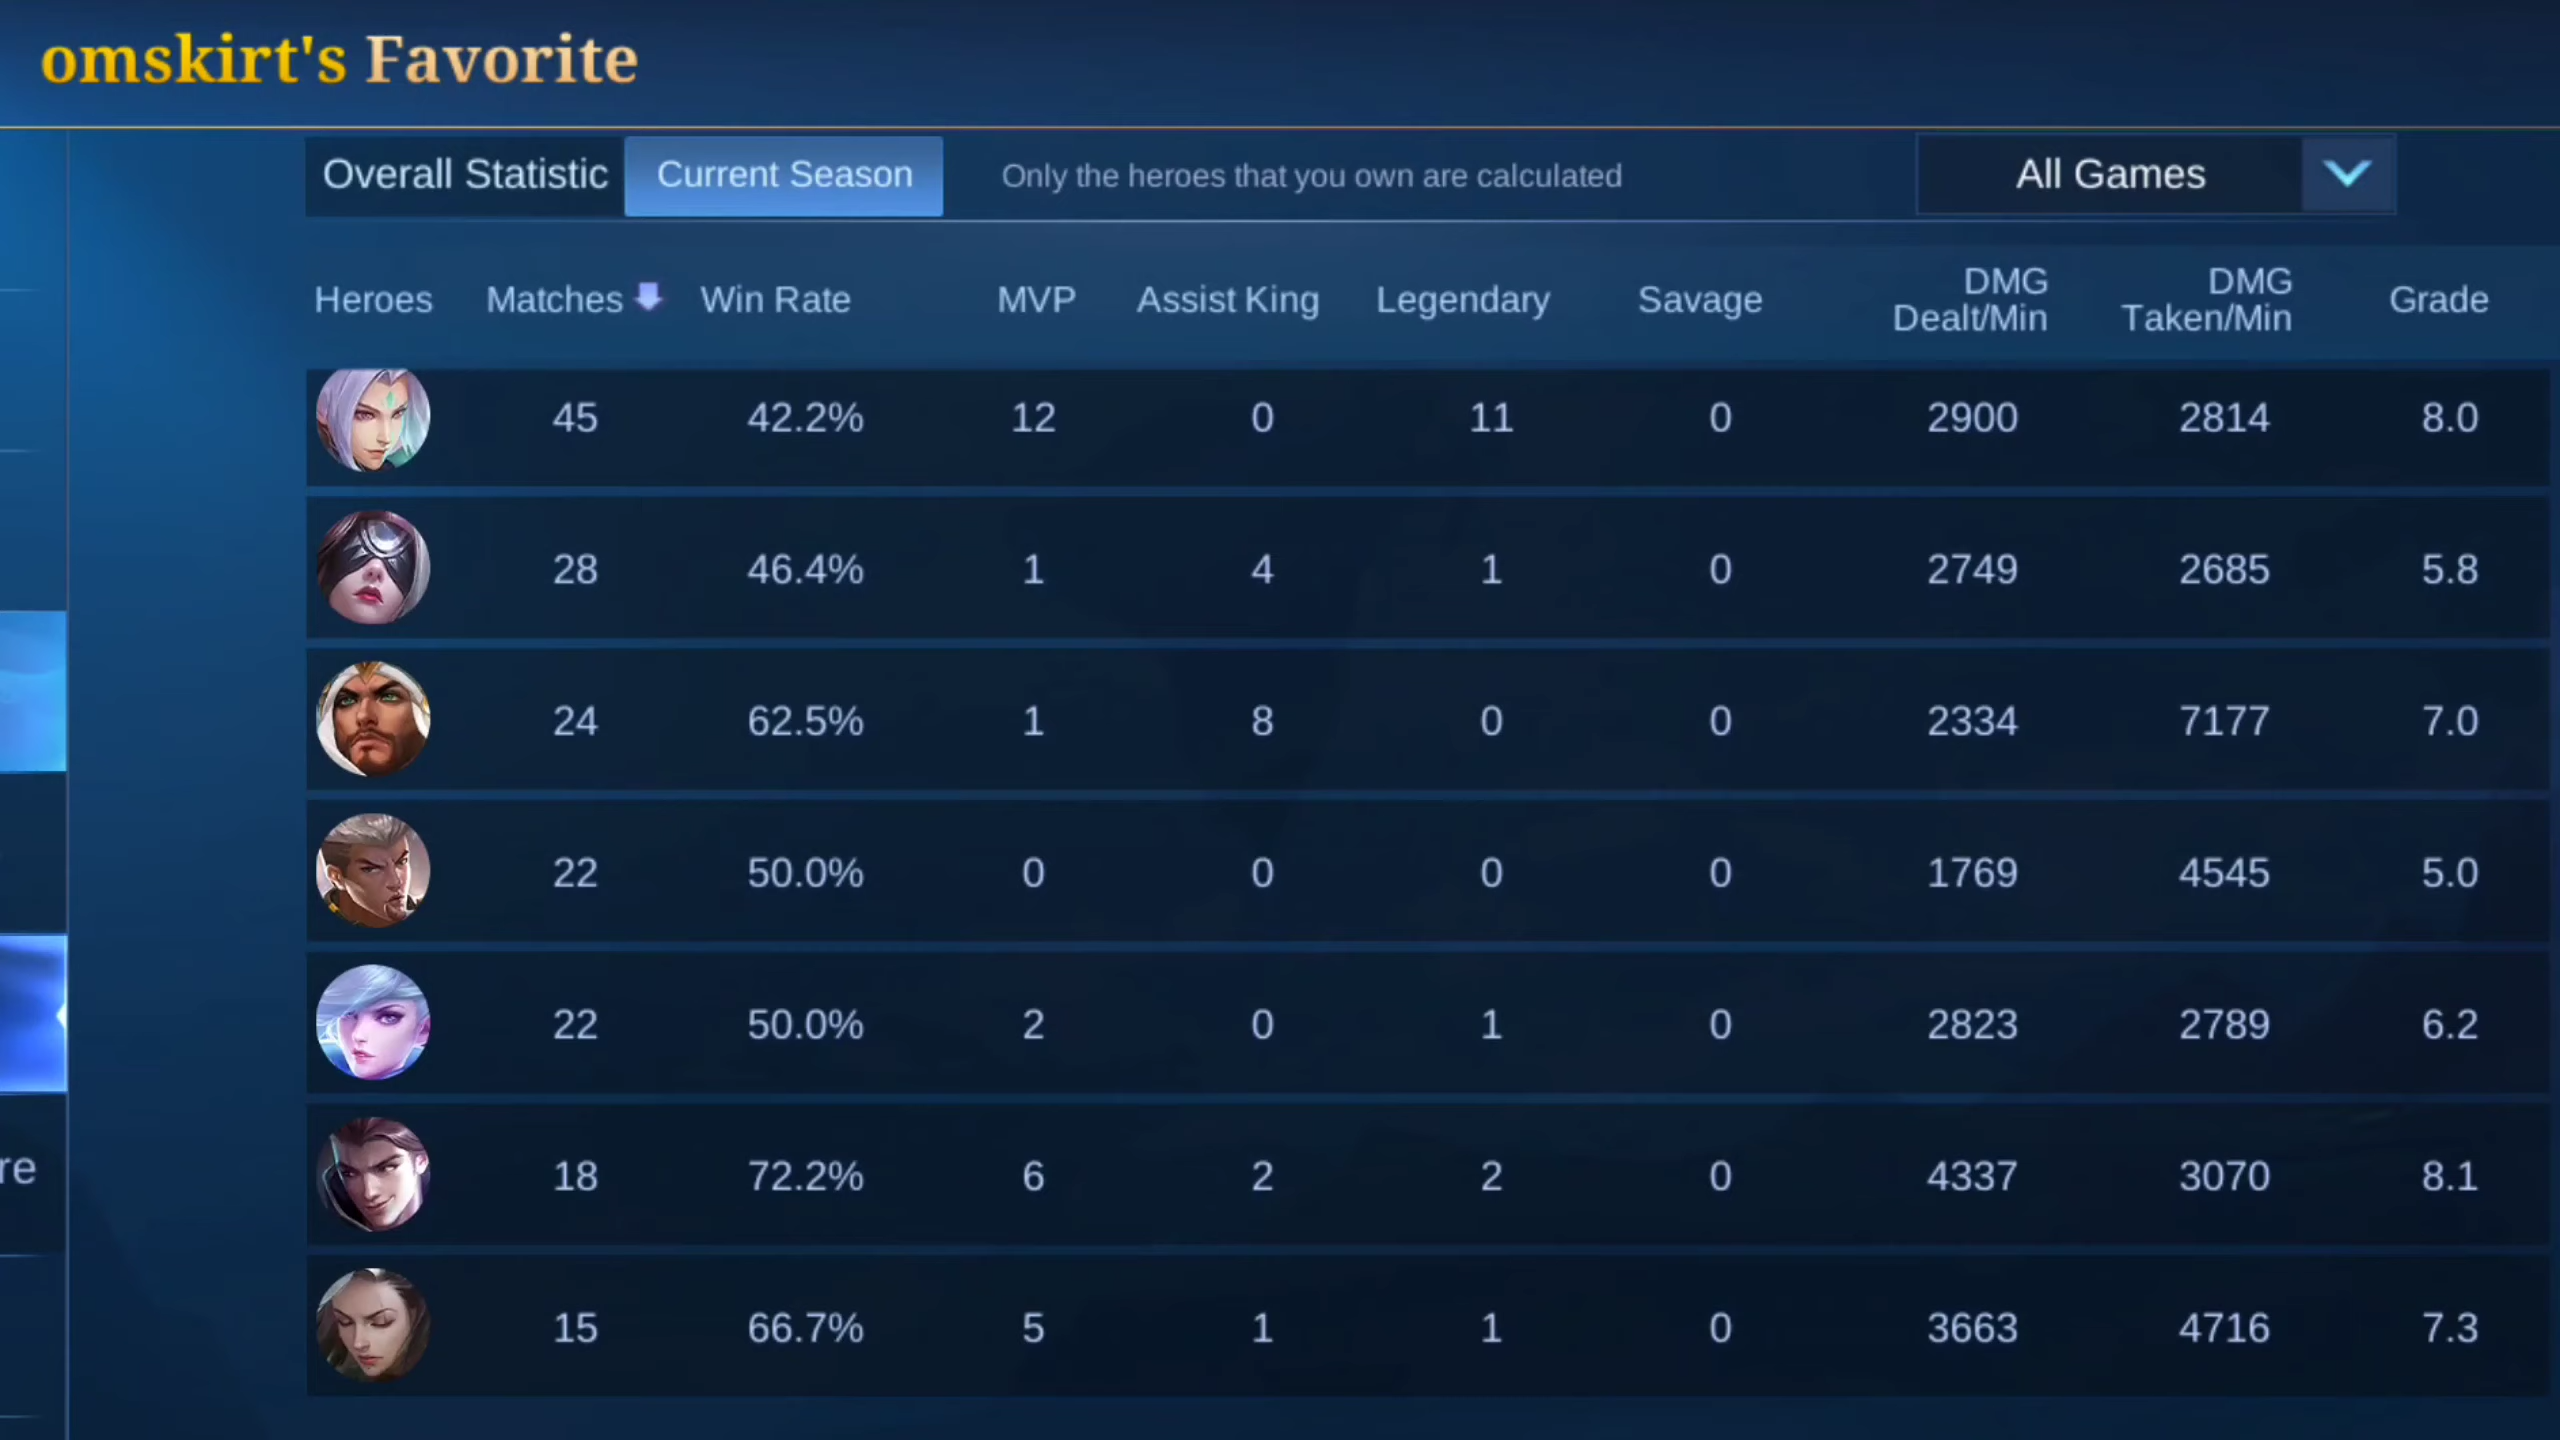 omskirt's Favorite
Overall Statistic Current Season Only the heroes that you own are calculated All Games
Heroes Matches Win Rate MVP Assist King Legendary Savage DMG Dealt/Min DMG Taken/Min Grade
45 42.2% 12 0 11 0 2900 2814 8.0
28 46.4% 1 4 1 0 2749 2685 5.8
24 62.5% 1 8 0 0 2334 7177 7.0
22 50.0% 0 0 0 0 1769 4545 5.0
22 50.0% 2 0 1 0 2823 2789 6.2
18 72.2% 6 2 2 0 4337 3070 8.1
re
15 66.7% 5 1 1 0 3663 4716 7.3